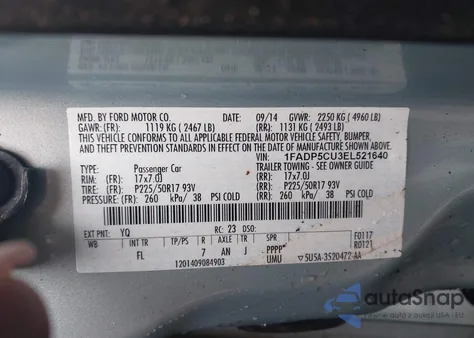 MFD. BY FORD MOTOR CO.
DATE: 09/14 GVWR: 2250 KG ( 4960 LB)
GAWR: (FR): 1119 KG ( 2467 LB) (RR): 1131 KG ( 2493 LB)
THIS VEHICLE CONFORMS TO ALL APPLICABLE FEDERAL MOTOR VEHICLE SAFETY, BUMPER,
AND THEFT PREVENTION STANDARDS IN EFFECT ON THE DATE OF MANUFACTURE SHOWN ABOVE.
VIN: 1FADP5CU3EL521640
TYPE: Passenger Car TRAILER TOWING - SEE OWNER GUIDE
RIM: (FR): 17x7.0J (RR): 17x7.0J
TIRE: (FR): P225/50R17 93V (RR): P225/50R17 93V
PRESSURE: (FR): 260 kPa/ 38 PSI COLD (RR): 260 kPa/ 38 PSI COLD
EXT PNT: YQ RC: 23 DSO: F0117
WB INT TR TP/PS R AXLE TR SPR R0121
FL 7 AN J PPPP
UMU
1201409084903 5U5A-3520472-AA
autoSnap
AUCTION CARS FROM USA - EU